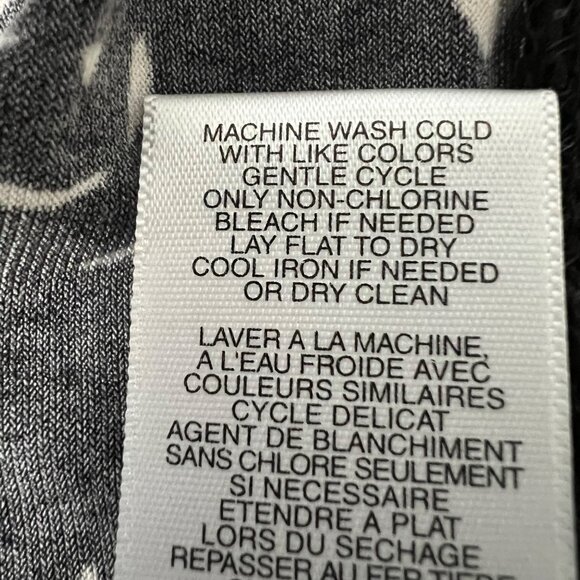 MACHINE WASH COLD
WITH LIKE COLORS
GENTLE CYCLE
ONLY NON-CHLORINE
BLEACH IF NEEDED
LAY FLAT TO DRY
COOL IRON IF NEEDED
OR DRY CLEAN
LAVER A LA MACHINE,
A L'EAU FROIDE AVEC
COULEURS SIMILAIRES
CYCLE DELICAT
AGENT DE BLANCHIMENT
SANS CHLORE SEULEMENT
SI NECESSAIRE
ETENDRE A PLAT
LORS DU SECHAGE
REPASSER AU FER TIEDE